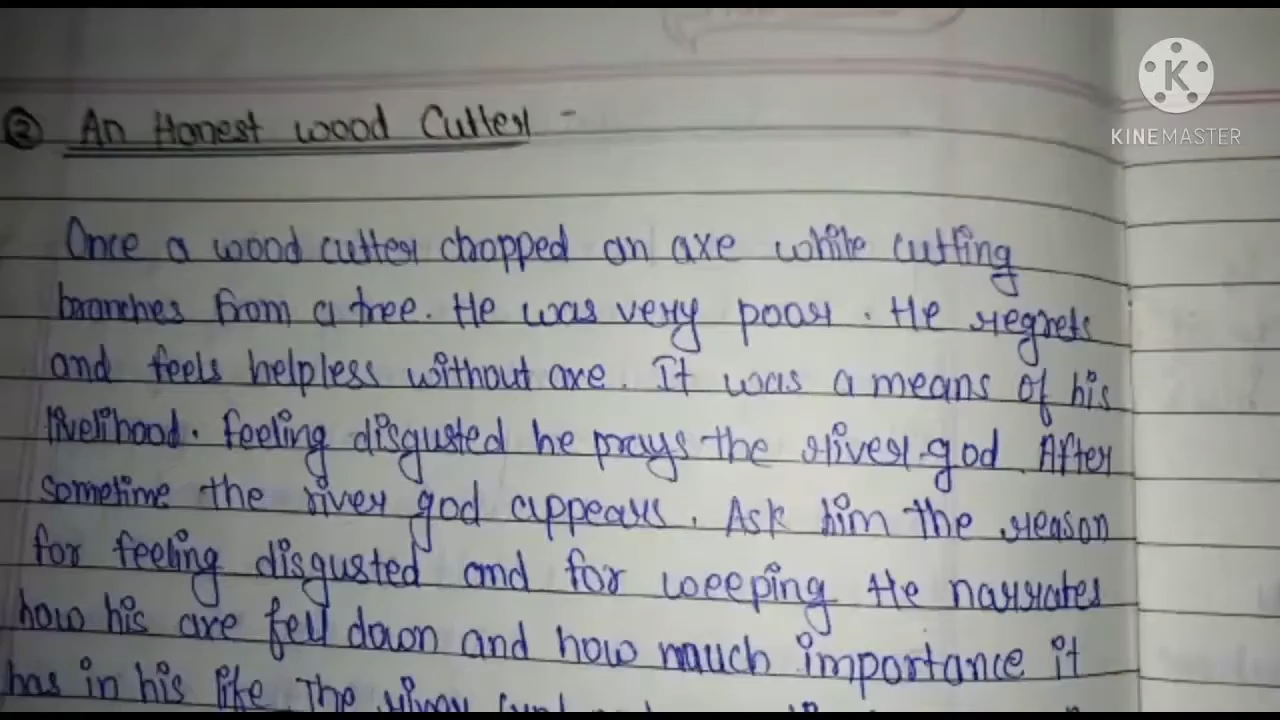 ② An Honest wood Cutter -
Once a wood cutter chopped an axe while cutting
branches from a tree. He was very poor. He regrets
and feels helpless without axe. It was a means of his
livelihood. feeling disgusted he prays the river god. After
sometime the river god appears. Ask him the reason
for feeling disgusted and for weeping He narrates
how his axe fell down and how much importance it
has in his life. The
K
KINEMASTER